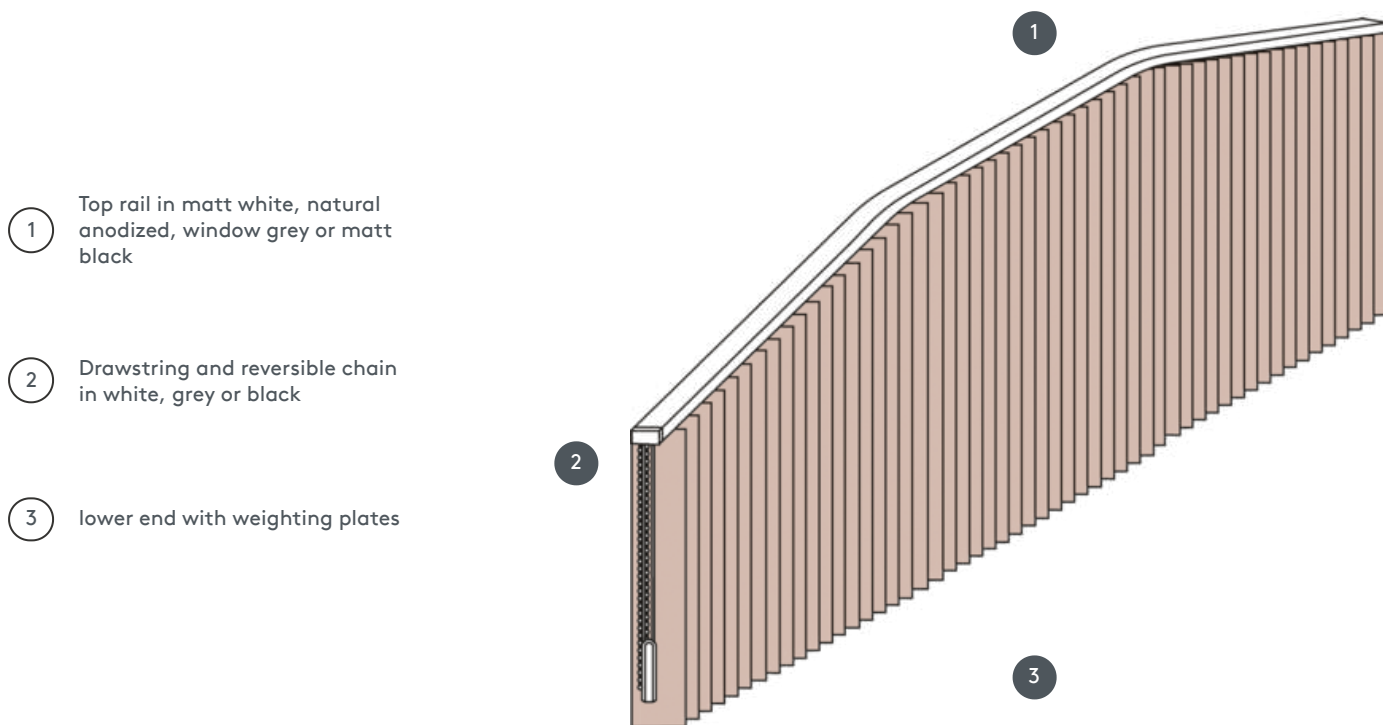 1
1
Top rail in matt white, natural
anodized, window grey or matt
black
2
Drawstring and reversible chain
in white, grey or black
2
3
lower end with weighting plates
3